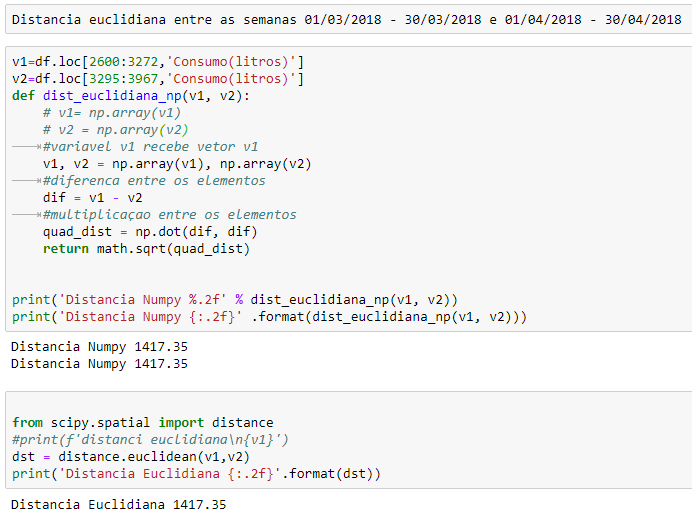 Distancia euclidiana entre as semanas 01/03/2018 - 30/03/2018 e 01/04/2018 - 30/04/2018
v1=df.loc[2600:3272,'Consumo(litros)']
v2=df.loc[3295:3967,'Consumo(litros)']
def dist_euclidiana_np(v1, v2):
    # v1= np.array(v1)
    # v2 = np.array(v2)
    #variavel v1 recebe vetor v1
    v1, v2 = np.array(v1), np.array(v2)
    #diferenca entre os elementos
    dif = v1 - v2
    #multiplicaçao entre os elementos
    quad_dist = np.dot(dif, dif)
    return math.sqrt(quad_dist)
print('Distancia Numpy %.2f' % dist_euclidiana_np(v1, v2))
print('Distancia Numpy {:.2f}' .format(dist_euclidiana_np(v1, v2)))
Distancia Numpy 1417.35
Distancia Numpy 1417.35
from scipy.spatial import distance
#print(f'distanci euclidiana\n{v1}')
dst = distance.euclidean(v1,v2)
print('Distancia Euclidiana {:.2f}'.format(dst))
Distancia Euclidiana 1417.35